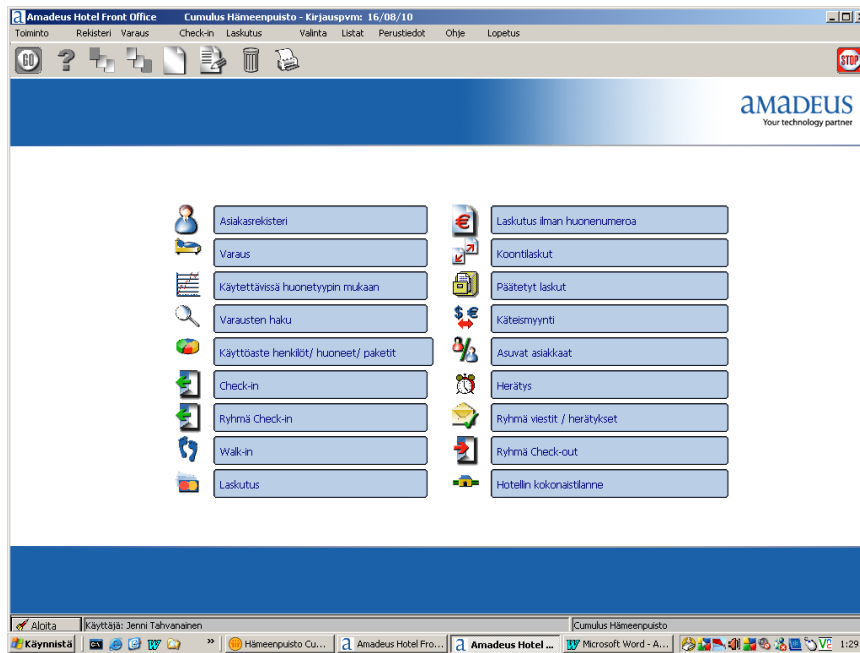 Amadeus Hotel Front Office Cumulus Hämeenpuisto - Kirjauspvm: 16/08/10
Toiminto Rekisteri Varaus Check-in Laskutus Valinta Listat Perustiedot Ohje Lopetus
GO
STOP
amadeus
Your technology partner
Asiakasrekisteri
Varaus
Käytettävissä huonetyypin mukaan
Varausten haku
Käyttöaste henkilöt/ huoneet/ paketit
Check-in
Ryhmä Check-in
Walk-in
Laskutus
Laskutus ilman huonenumeroa
Koontilaskut
Päätetyt laskut
Käteismyynti
Asuvat asiakkaat
Herätys
Ryhmä viestit / herätykset
Ryhmä Check-out
Hotellin kokonaistilanne
Aloita Käyttäjä: Jenni Tahvanainen Cumulus Hämeenpuisto
Käynnistä » Hämeenpuisto Cu... Amadeus Hotel Fro... Amadeus Hotel ... Microsoft Word - A... 1:29